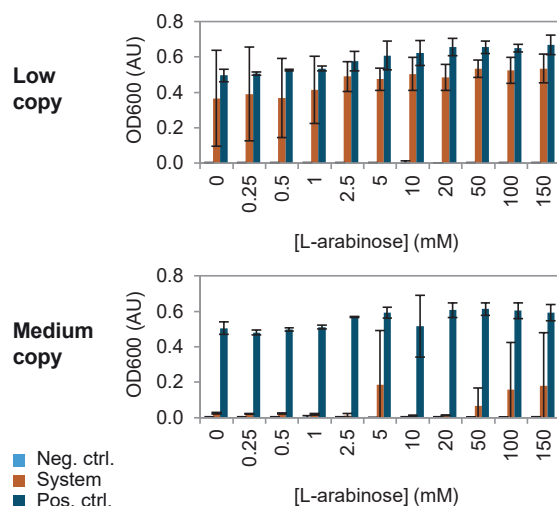 Low
copy
OD600 (AU)
0.8
0.6
0.4
0.2
0.0
0 0.25 0.5 1 2.5 5 10 20 50 100 150
[L-arabinose] (mM)
Medium
copy
OD600 (AU)
0.8
0.6
0.4
0.2
0.0
0 0.25 0.5 1 2.5 5 10 20 50 100 150
[L-arabinose] (mM)
Neg. ctrl.
System
Pos. ctrl.